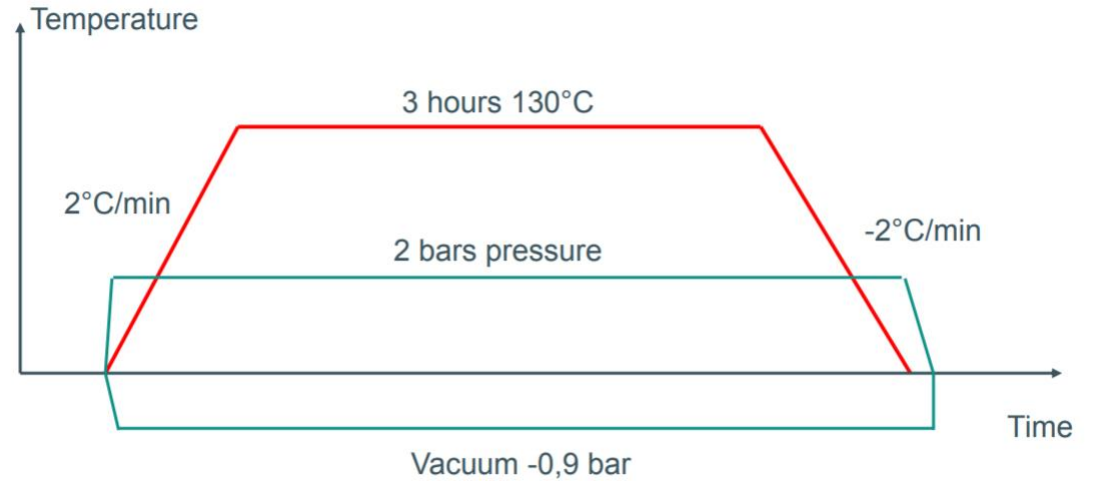 Temperature
3 hours 130°C
2°C/min
-2°C/min
2 bars pressure
Time
Vacuum -0,9 bar